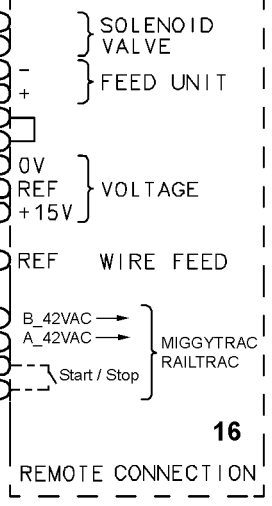 SOLENOID
VALVE
-
+
FEED UNIT
0V
REF
+15V
VOLTAGE
REF WIRE FEED
B_42VAC
A_42VAC
Start / Stop
MIGGYTRAC
RAILTRAC
16
REMOTE CONNECTION